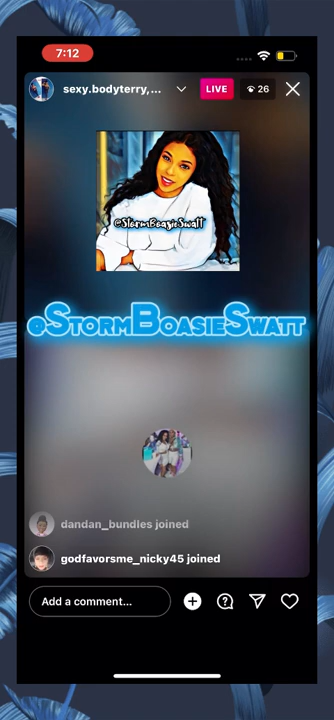 7:12
sexy.bodyterry,...
LIVE
26
@StormBoasieSwatt
@StormBoasieSwatt
dandan_bundles joined
godfavorsme_nicky45 joined
Add a comment...